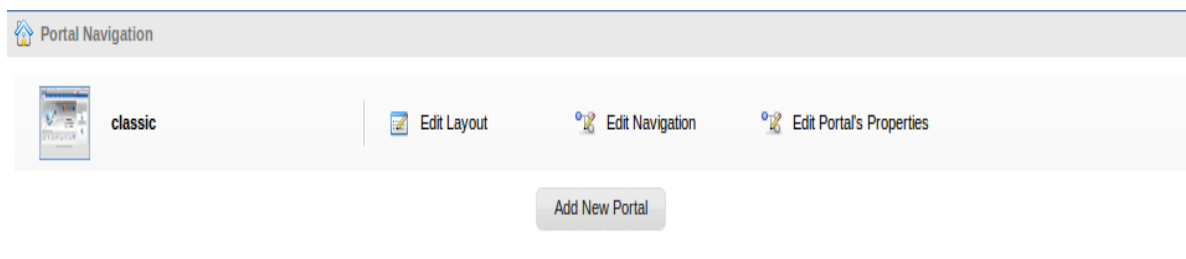 Portal Navigation
classic Edit Layout Edit Navigation Edit Portal's Properties
Add New Portal